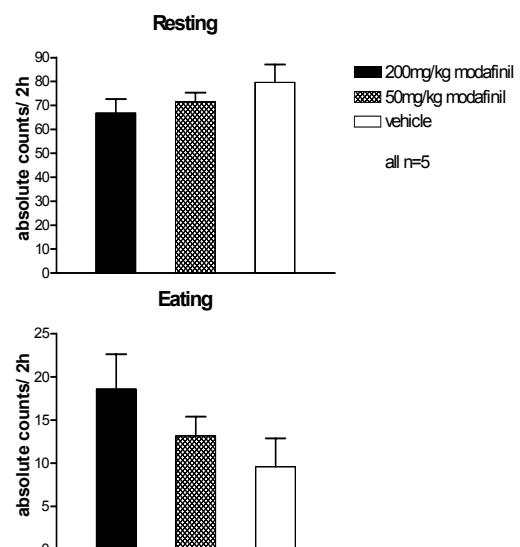 Resting
absolute counts/ 2h
90
80
70
60
50
40
30
20
10
0
200mg/kg modafinil
50mg/kg modafinil
vehicle
all n=5
Eating
absolute counts/ 2h
25
20
15
10
5
0